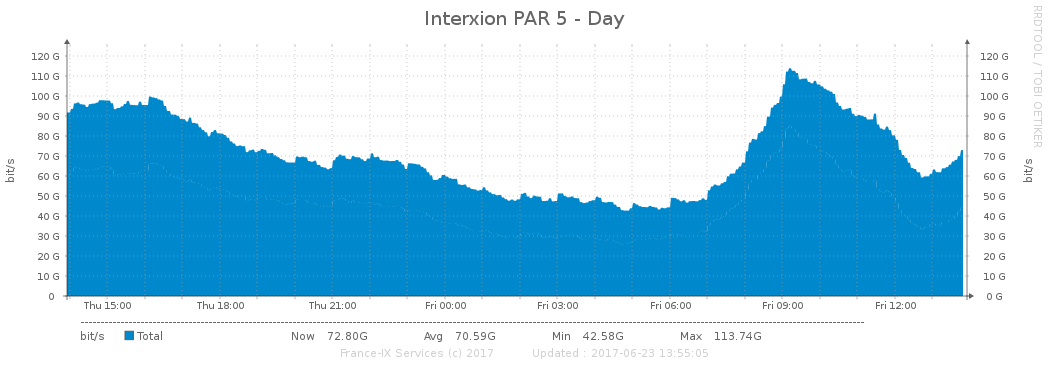 Interxion PAR 5 - Day
RRDTOOL / TOBI OETIKER
bit/s
120 G 120 G
110 G 110 G
100 G 100 G
90 G 90 G
80 G 80 G
70 G 70 G
60 G 60 G
50 G 50 G
40 G 40 G
30 G 30 G
20 G 20 G
10 G 10 G
0 0 G
bit/s
Thu 15:00 Thu 18:00 Thu 21:00 Fri 00:00 Fri 03:00 Fri 06:00 Fri 09:00 Fri 12:00
bit/s Total Now 72.80G Avg 70.59G Min 42.58G Max 113.74G
France-IX Services (c) 2017 Updated : 2017-06-23 13:55:05